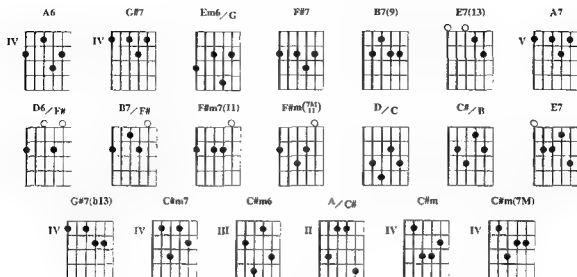 A6 G#7 Em6/G F#7 B7(9) E7(13) A7
IV IV V
D6/F# B7/F# F#m7(11) F#m(7M 11) D/C C#/B E7
G#7(b13) C#m7 C#m6 A/C# C#m C#m(7M)
IV IV III II IV IV